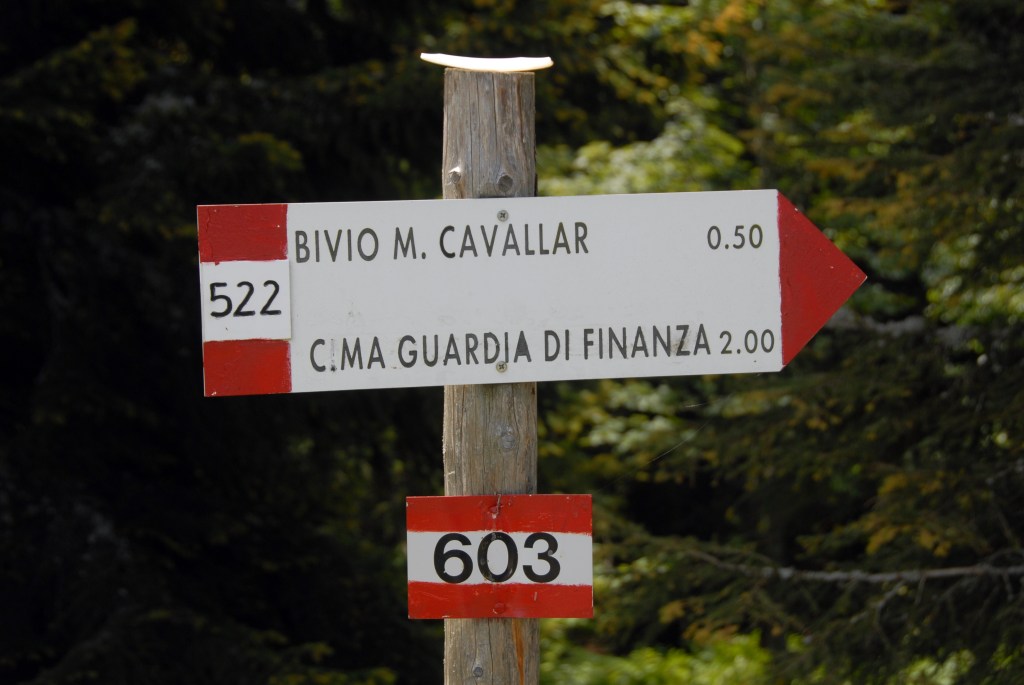 BIVIO M. CAVALLAR 0.50
522
CIMA GUARDIA DI FINANZA 2.00
603